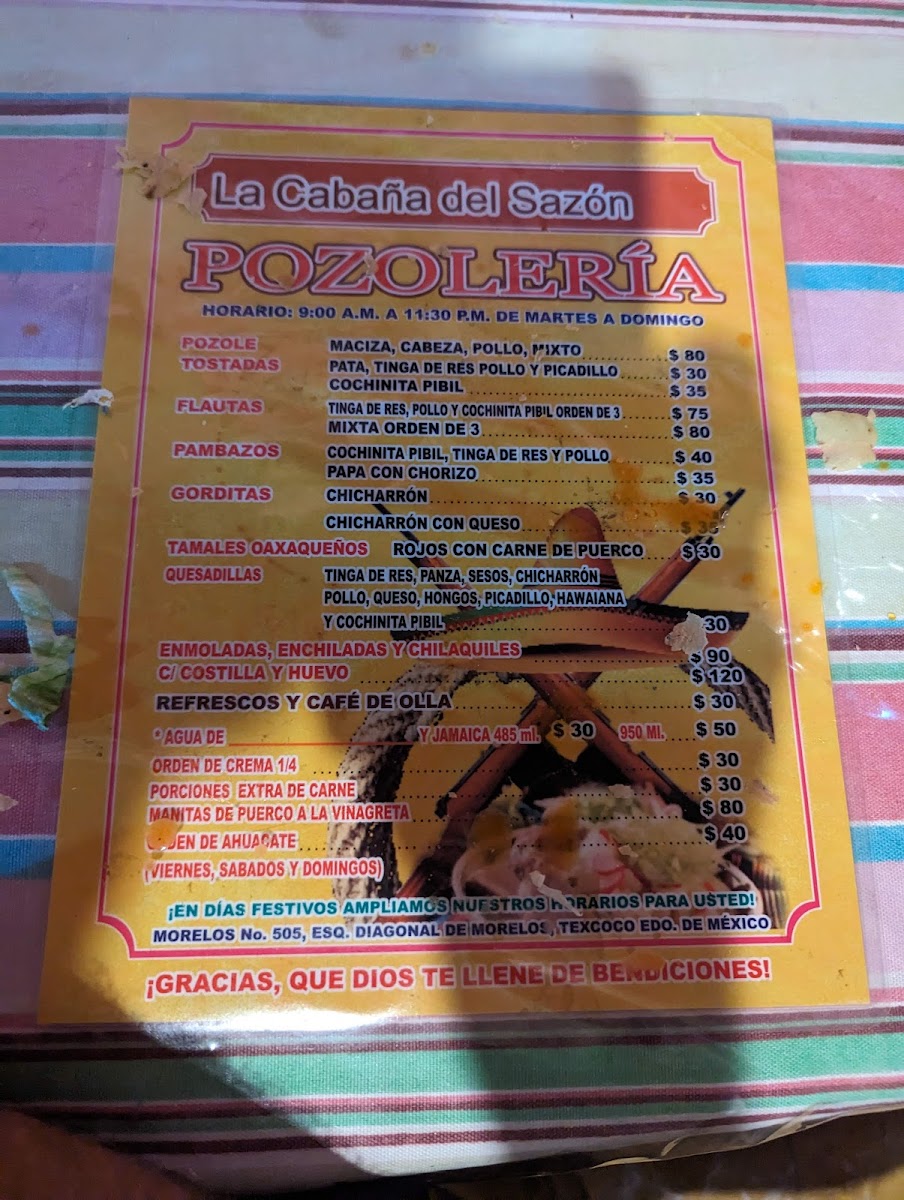 La Cabaña del Sazón
POZOLERÍA
HORARIO: 9:00 A.M. A 11:30 P.M. DE MARTES A DOMINGO
POZOLE MACIZA, CABEZA, POLLO, MIXTO $ 80
TOSTADAS PATA, TINGA DE RES POLLO Y PICADILLO $ 30
COCHINITA PIBIL $ 35
FLAUTAS TINGA DE RES, POLLO Y COCHINITA PIBIL ORDEN DE 3 $ 75
MIXTA ORDEN DE 3 $ 80
PAMBAZOS COCHINITA PIBIL, TINGA DE RES Y POLLO $ 40
PAPA CON CHORIZO $ 35
GORDITAS CHICHARRÓN $ 30
CHICHARRÓN CON QUESO $ 35
TAMALES OAXAQUEÑOS ROJOS CON CARNE DE PUERCO $ 30
QUESADILLAS TINGA DE RES, PANZA, SESOS, CHICHARRÓN
POLLO, QUESO, HONGOS, PICADILLO, HAWAIANA
Y COCHINITA PIBIL 30
ENMOLADAS, ENCHILADAS Y CHILAQUILES $ 90
C/ COSTILLA Y HUEVO $ 120
REFRESCOS Y CAFÉ DE OLLA $ 30
* AGUA DE Y JAMAICA 485 ml. $ 30 950 Ml. $ 50
ORDEN DE CREMA 1/4 $ 30
PORCIONES EXTRA DE CARNE $ 30
MANITAS DE PUERCO A LA VINAGRETA $ 80
ORDEN DE AHUACATE $ 40
(VIERNES, SABADOS Y DOMINGOS)
¡EN DÍAS FESTIVOS AMPLIAMOS NUESTROS HORARIOS PARA USTED!
MORELOS No. 505, ESQ. DIAGONAL DE MORELOS, TEXCOCO EDO. DE MÉXICO
¡GRACIAS, QUE DIOS TE LLENE DE BENDICIONES!